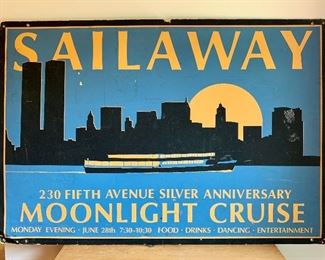 SAILAWAY
230 FIFTH AVENUE SILVER ANNIVERSARY
MOONLIGHT CRUISE
MONDAY EVENING · JUNE 28th 7:30-10:30 FOOD · DRINKS · DANCING · ENTERTAINMENT